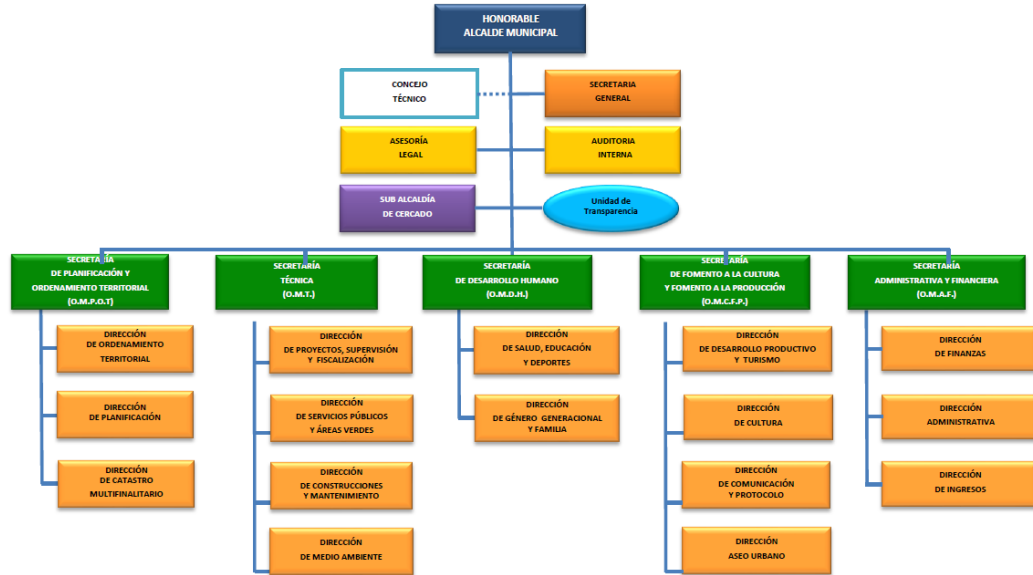 HONORABLE
ALCALDE MUNICIPAL
CONCEJO
TÉCNICO
SECRETARIA
GENERAL
ASESORÍA
LEGAL
AUDITORIA
INTERNA
SUB ALCALDÍA
DE CERCADO
Unidad de
Transparencia
SECRETARÍA
DE PLANIFICACIÓN Y
ORDENAMIENTO TERRITORIAL
(O.M.P.O.T)
SECRETARÍA
TÉCNICA
(O.M.T.)
SECRETARÍA
DE DESARROLLO HUMANO
(O.M.D.H.)
SECRETARÍA
DE FOMENTO A LA CULTURA
Y FOMENTO A LA PRODUCCIÓN
(O.M.C.F.P.)
SECRETARÍA
ADMINISTRATIVA Y FINANCIERA
(O.M.A.F.)
DIRECCIÓN
DE ORDENAMIENTO
TERRITORIAL
DIRECCIÓN
DE PLANIFICACIÓN
DIRECCIÓN
DE CATASTRO
MULTIFINALITARIO
DIRECCIÓN
DE PROYECTOS, SUPERVISIÓN
Y FISCALIZACIÓN
DIRECCIÓN
DE SERVICIOS PÚBLICOS
Y ÁREAS VERDES
DIRECCIÓN
DE CONSTRUCCIONES
Y MANTENIMIENTO
DIRECCIÓN
DE MEDIO AMBIENTE
DIRECCIÓN
DE SALUD, EDUCACIÓN
Y DEPORTES
DIRECCIÓN
DE GÉNERO GENERACIONAL
Y FAMILIA
DIRECCIÓN
DE DESARROLLO PRODUCTIVO
Y TURISMO
DIRECCIÓN
DE CULTURA
DIRECCIÓN
DE COMUNICACIÓN
Y PROTOCOLO
DIRECCIÓN
ASEO URBANO
DIRECCIÓN
DE FINANZAS
DIRECCIÓN
ADMINISTRATIVA
DIRECCIÓN
DE INGRESOS